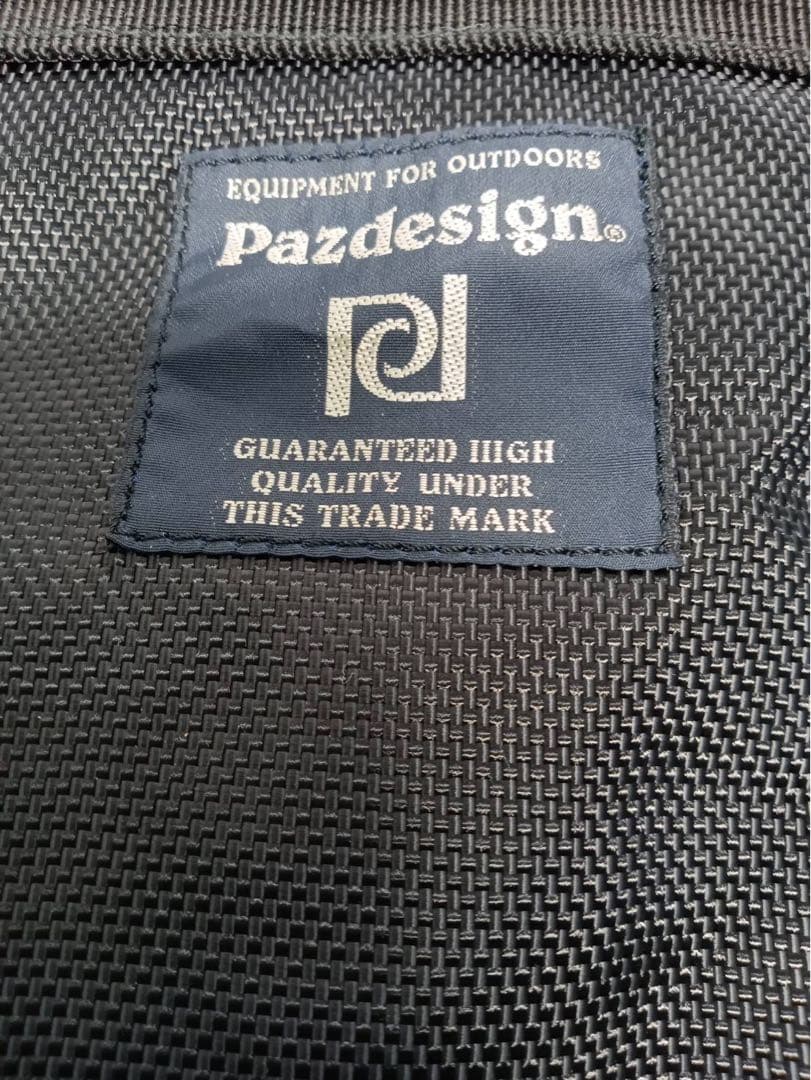 EQUIPMENT FOR OUTDOORS
Pazdesign®
GUARANTEED HIGH
QUALITY UNDER
THIS TRADE MARK